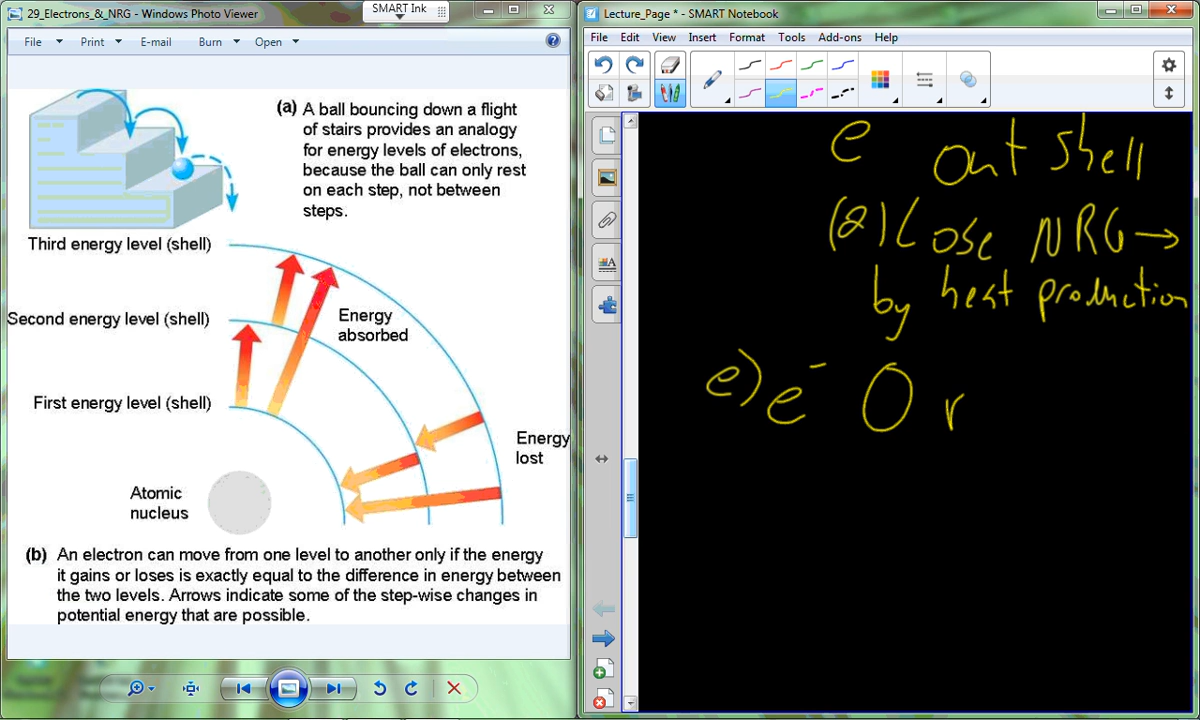 29_Electrons_&_NRG - Windows Photo Viewer
SMART Ink
File Print E-mail Burn Open
(a) A ball bouncing down a flight
of stairs provides an analogy
for energy levels of electrons,
because the ball can only rest
on each step, not between
steps.
Third energy level (shell)
Second energy level (shell)
Energy
absorbed
First energy level (shell)
Energy
lost
Atomic
nucleus
(b) An electron can move from one level to another only if the energy
it gains or loses is exactly equal to the difference in energy between
the two levels. Arrows indicate some of the step-wise changes in
potential energy that are possible.
Lecture_Page * - SMART Notebook
File Edit View Insert Format Tools Add-ons Help
e out shell
(2) Lose NRG →
by heat production
e) e⁻ O r